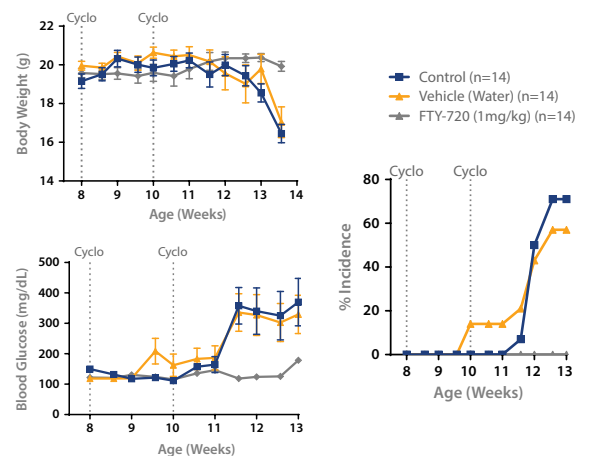 Cyclo Cyclo
22
20
18
16
14
8 9 10 11 12 13 14
Body Weight (g)
Age (Weeks)
Control (n=14)
Vehicle (Water) (n=14)
FTY-720 (1mg/kg) (n=14)
Cyclo Cyclo
500
400
300
200
100
0
8 9 10 11 12 13
Blood Glucose (mg/dL)
Age (Weeks)
Cyclo Cyclo
80
60
40
20
0
8 9 10 11 12 13
% Incidence
Age (Weeks)